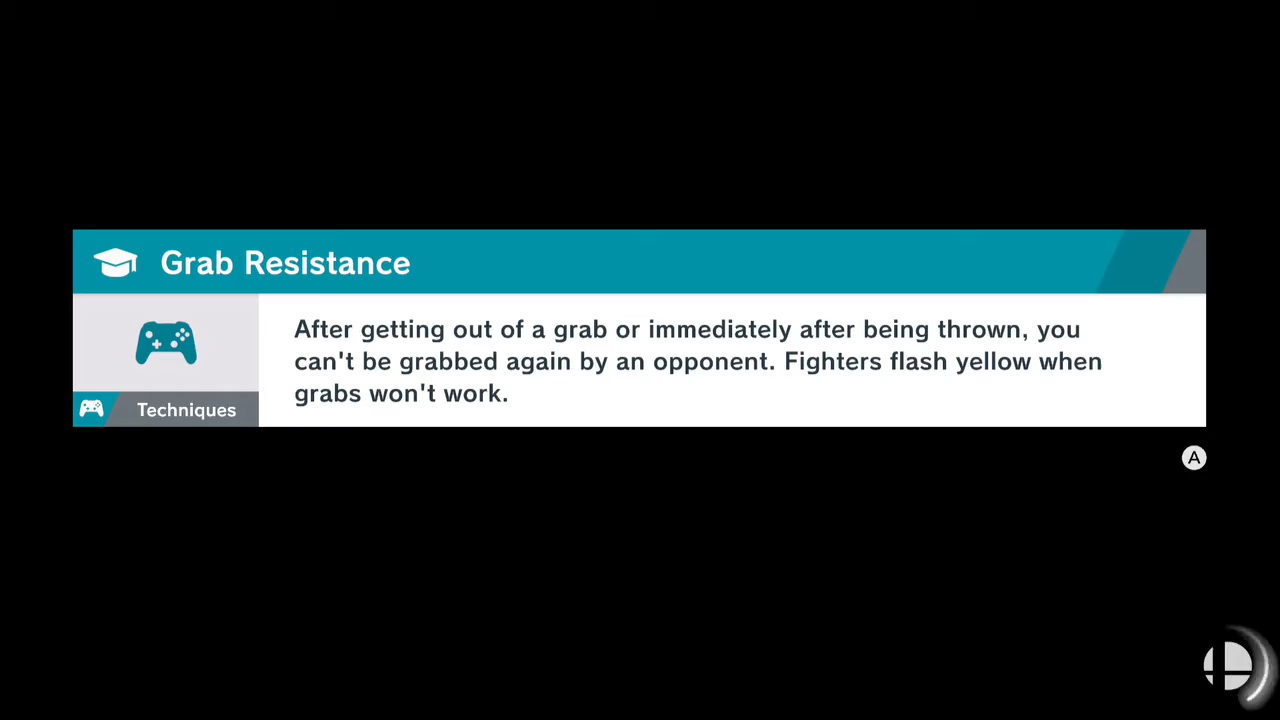 Grab Resistance
After getting out of a grab or immediately after being thrown, you
can't be grabbed again by an opponent. Fighters flash yellow when
grabs won't work.
Techniques
A